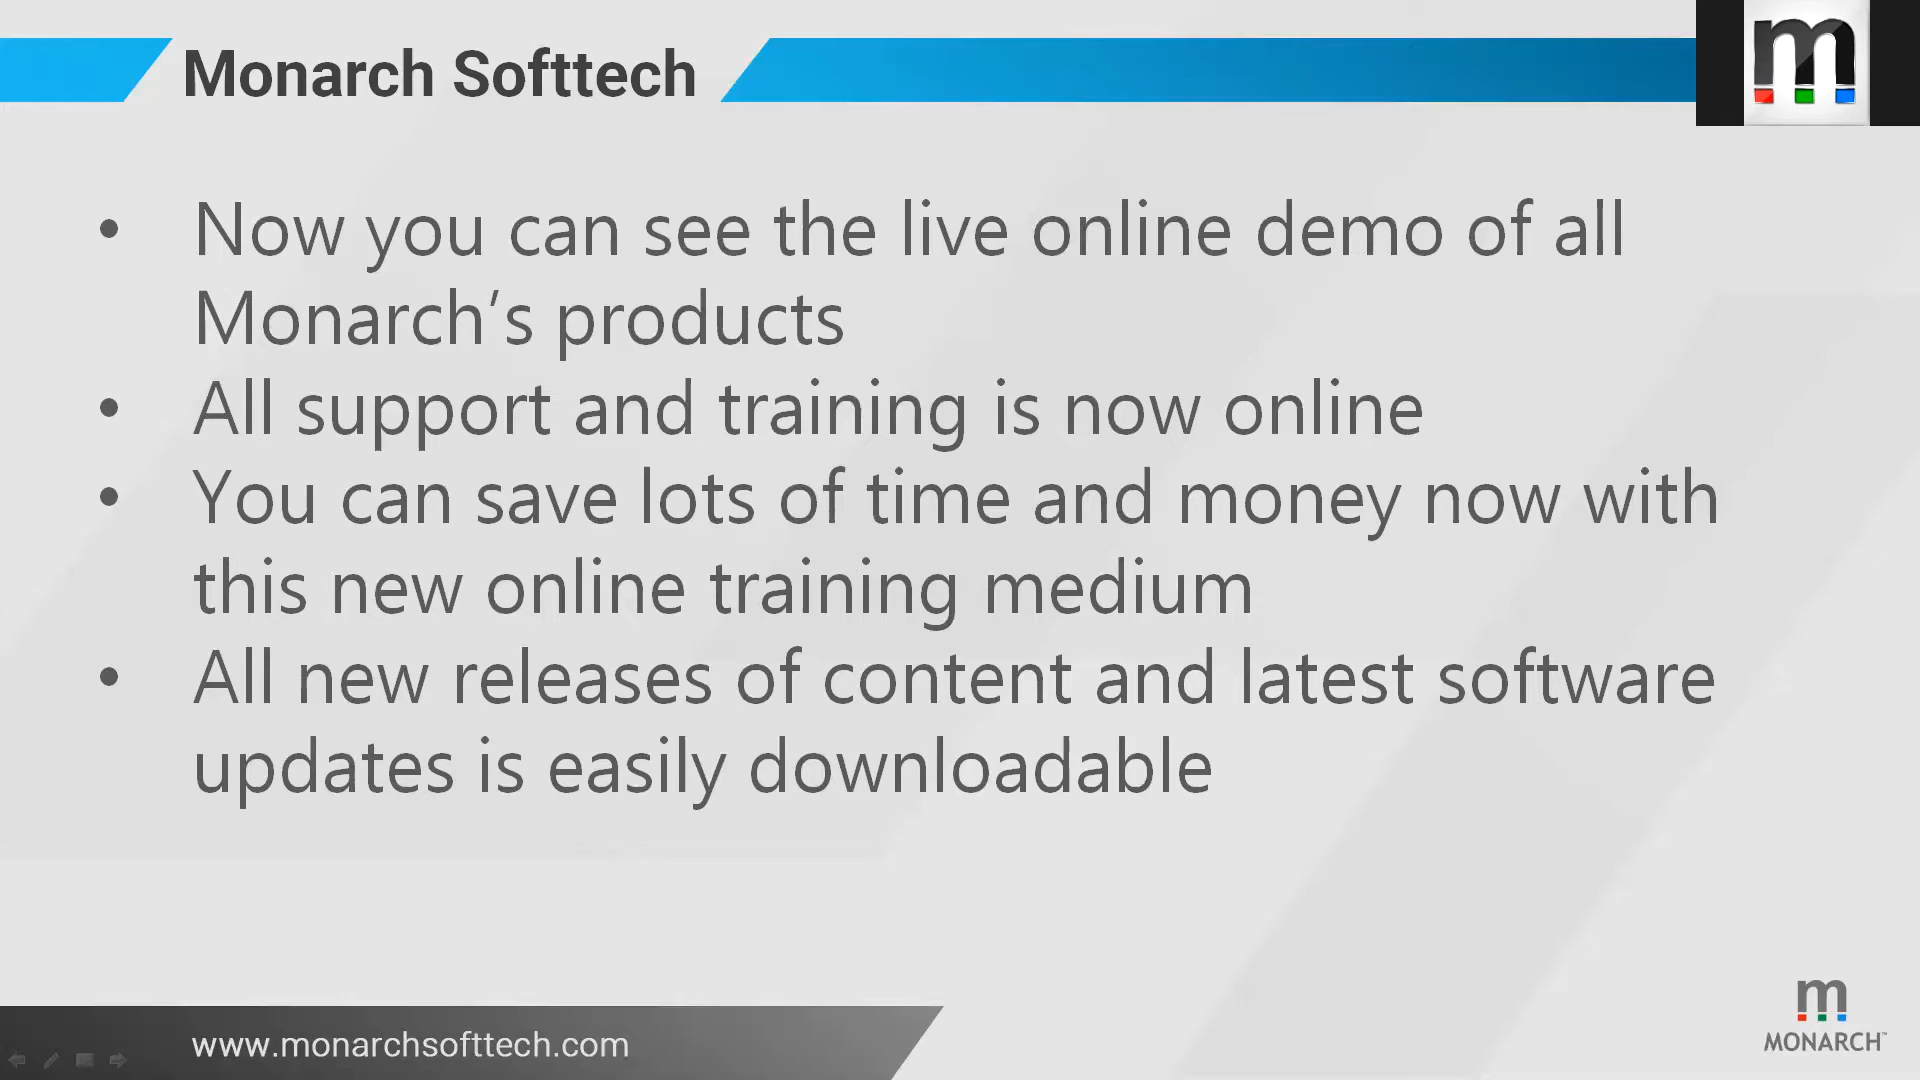 Monarch Softtech
m
• Now you can see the live online demo of all
Monarch’s products
• All support and training is now online
• You can save lots of time and money now with
this new online training medium
• All new releases of content and latest software
updates is easily downloadable
www.monarchsofttech.com
m
MONARCH™